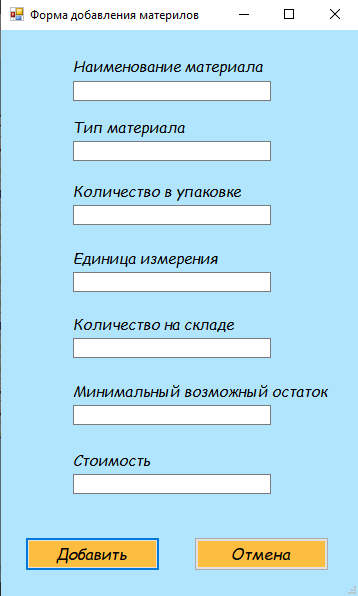 Форма добавления материлов
Наименование материала
Тип материала
Количество в упаковке
Единица измерения
Количество на складе
Минимальный возможный остаток
Стоимость
Добавить
Отмена